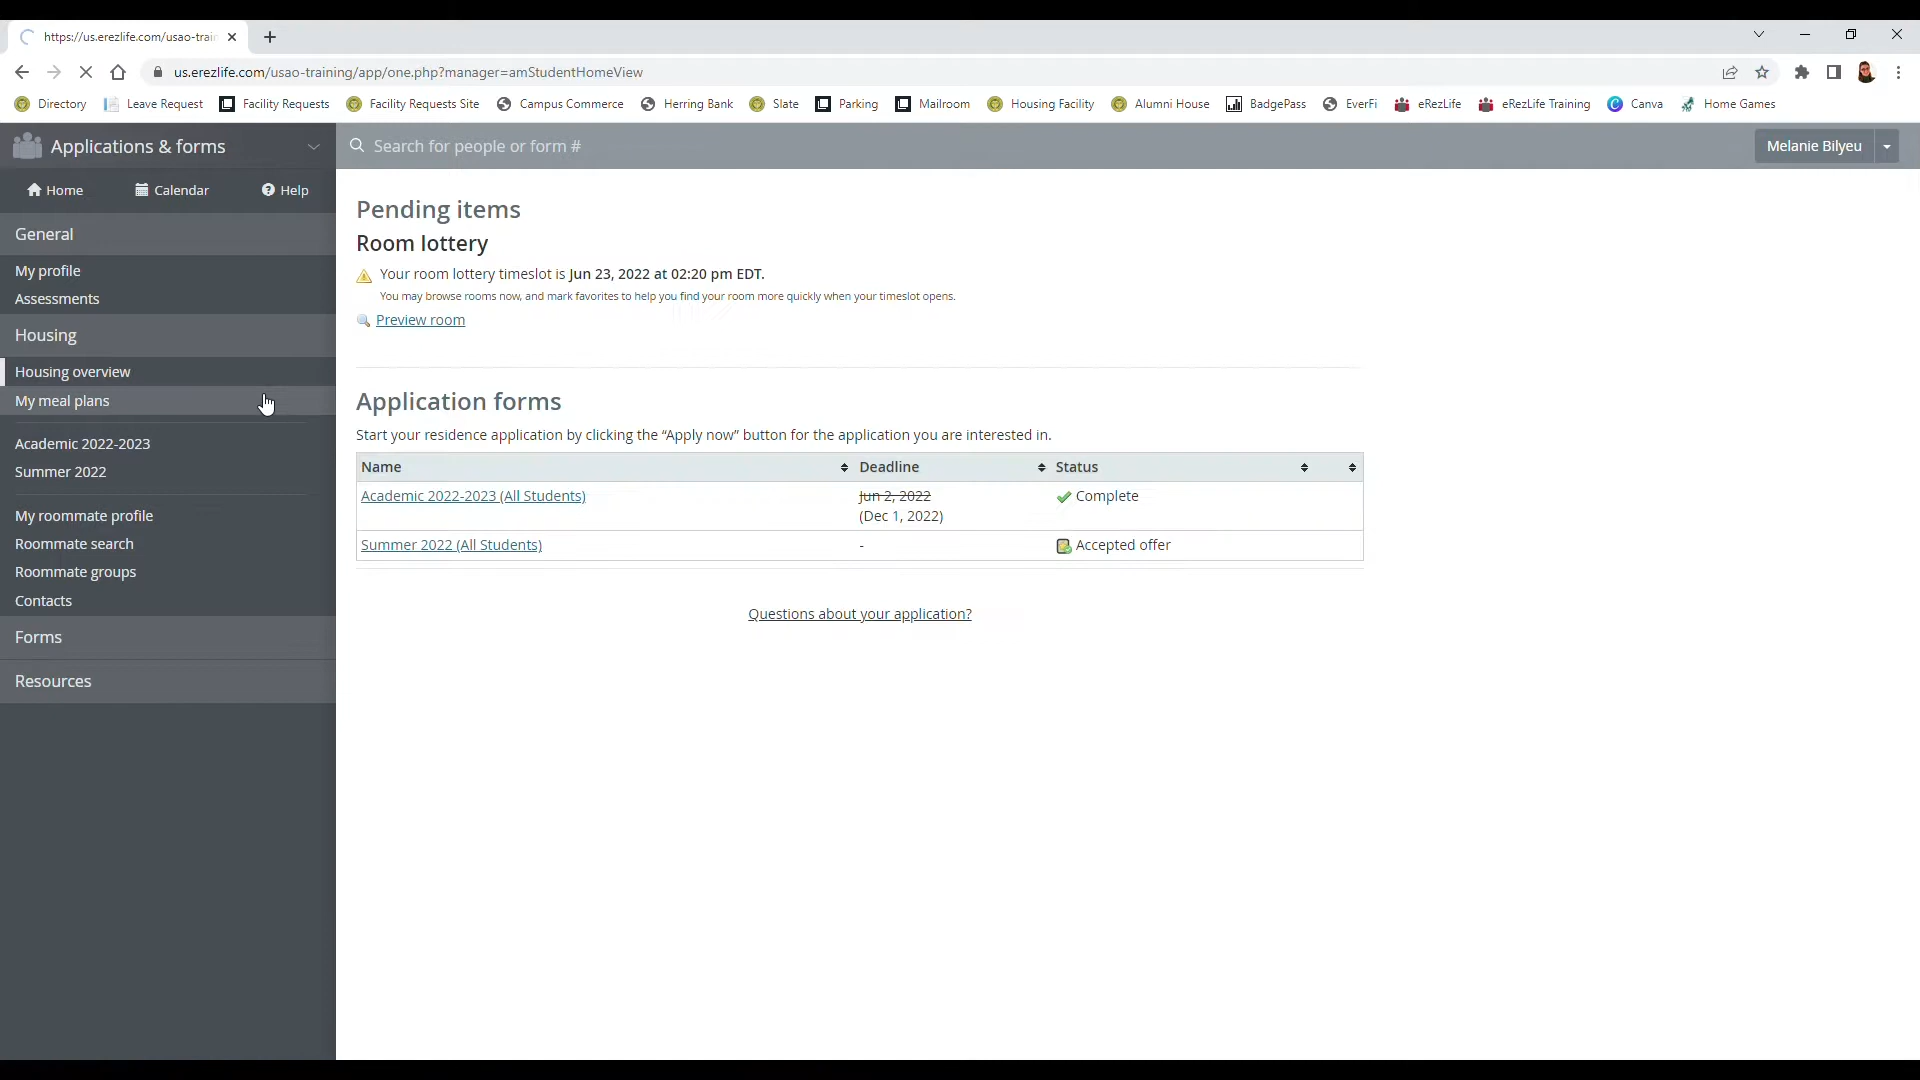 https://us.erezlife.com/usao-train
us.erezlife.com/usao-training/app/one.php?manager=amStudentHomeView
Directory Leave Request Facility Requests Facility Requests Site Campus Commerce Herring Bank Slate Parking Mailroom Housing Facility Alumni House BadgePass EverFi eRezLife eRezLife Training Canva Home Games
Applications & forms
Search for people or form #
Melanie Bilyeu
Home Calendar Help
General
My profile
Assessments
Housing
Housing overview
My meal plans
Academic 2022-2023
Summer 2022
My roommate profile
Roommate search
Roommate groups
Contacts
Forms
Resources
Pending items
Room lottery
Your room lottery timeslot is Jun 23, 2022 at 02:20 pm EDT.
You may browse rooms now, and mark favorites to help you find your room more quickly when your timeslot opens.
Preview room
Application forms
Start your residence application by clicking the “Apply now” button for the application you are interested in.
Name Deadline Status
Academic 2022-2023 (All Students) Jun 2, 2022 Complete
(Dec 1, 2022)
Summer 2022 (All Students) - Accepted offer
Questions about your application?